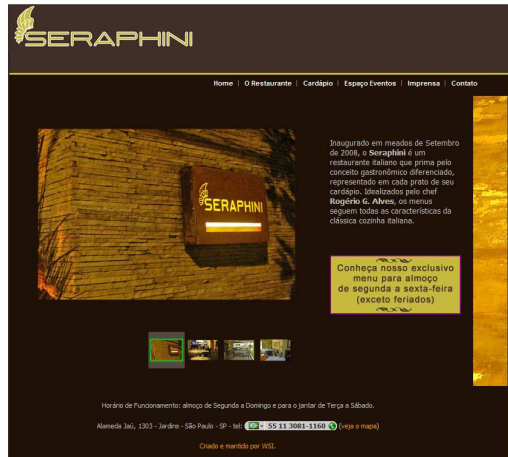 SERAPHINI
Home | O Restaurante | Cardápio | Espaço Eventos | Imprensa | Contato
SERAPHINI
Inaugurado em meados de Setembro
de 2008, o Seraphini é um
restaurante italiano que prima pelo
conceito gastronômico diferenciado,
representado em cada prato de seu
cardápio. Idealizados pelo chef
Rogério G. Alves, os menus
seguem todas as características da
clássica cozinha italiana.
Conheça nosso exclusivo
menu para almoço
de segunda a sexta-feira
(exceto feriados)
Horário de Funcionamento: almoço de Segunda a Domingo e para o jantar de Terça a Sábado.
Alameda Jaú, 1303 - Jardins - São Paulo - SP - tel: 55 11 3081-1160 (veja o mapa)
Criado e mantido por WSI.